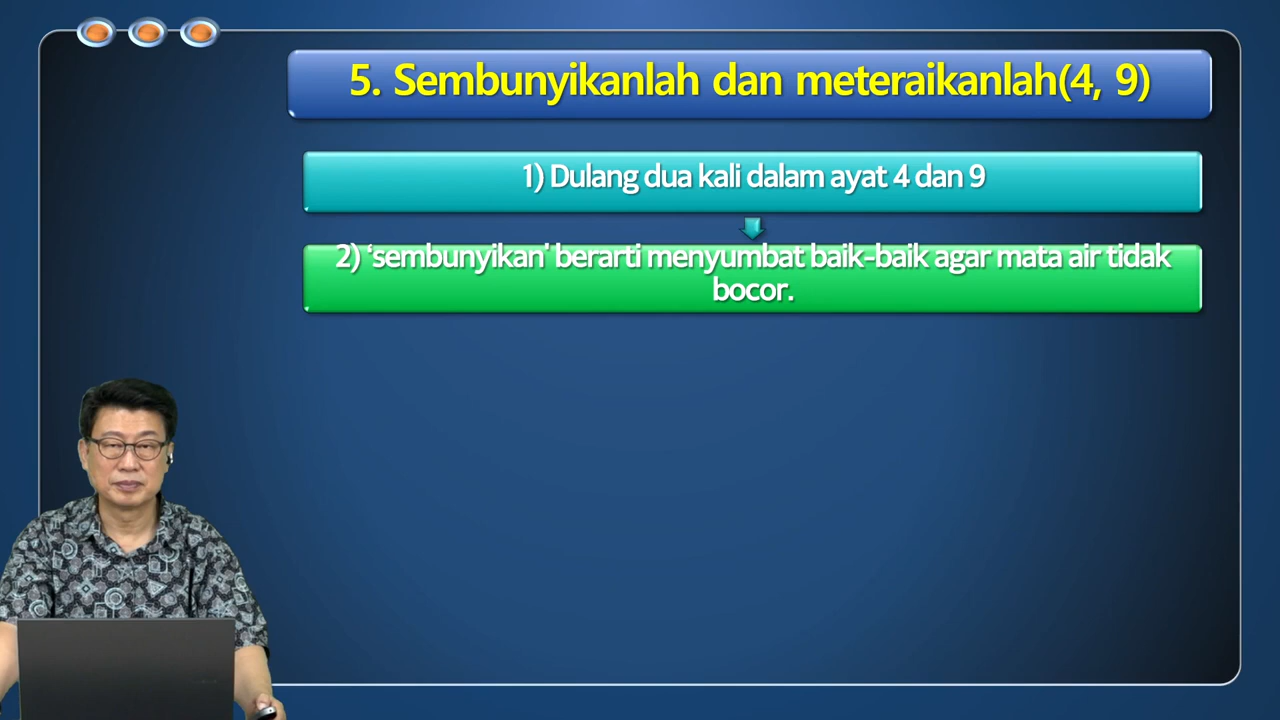 5. Sembunyikanlah dan meteraikanlah(4, 9)
1) Dulang dua kali dalam ayat 4 dan 9
2) ‘sembunyikan’ berarti menyumbat baik-baik agar mata air tidak
bocor.